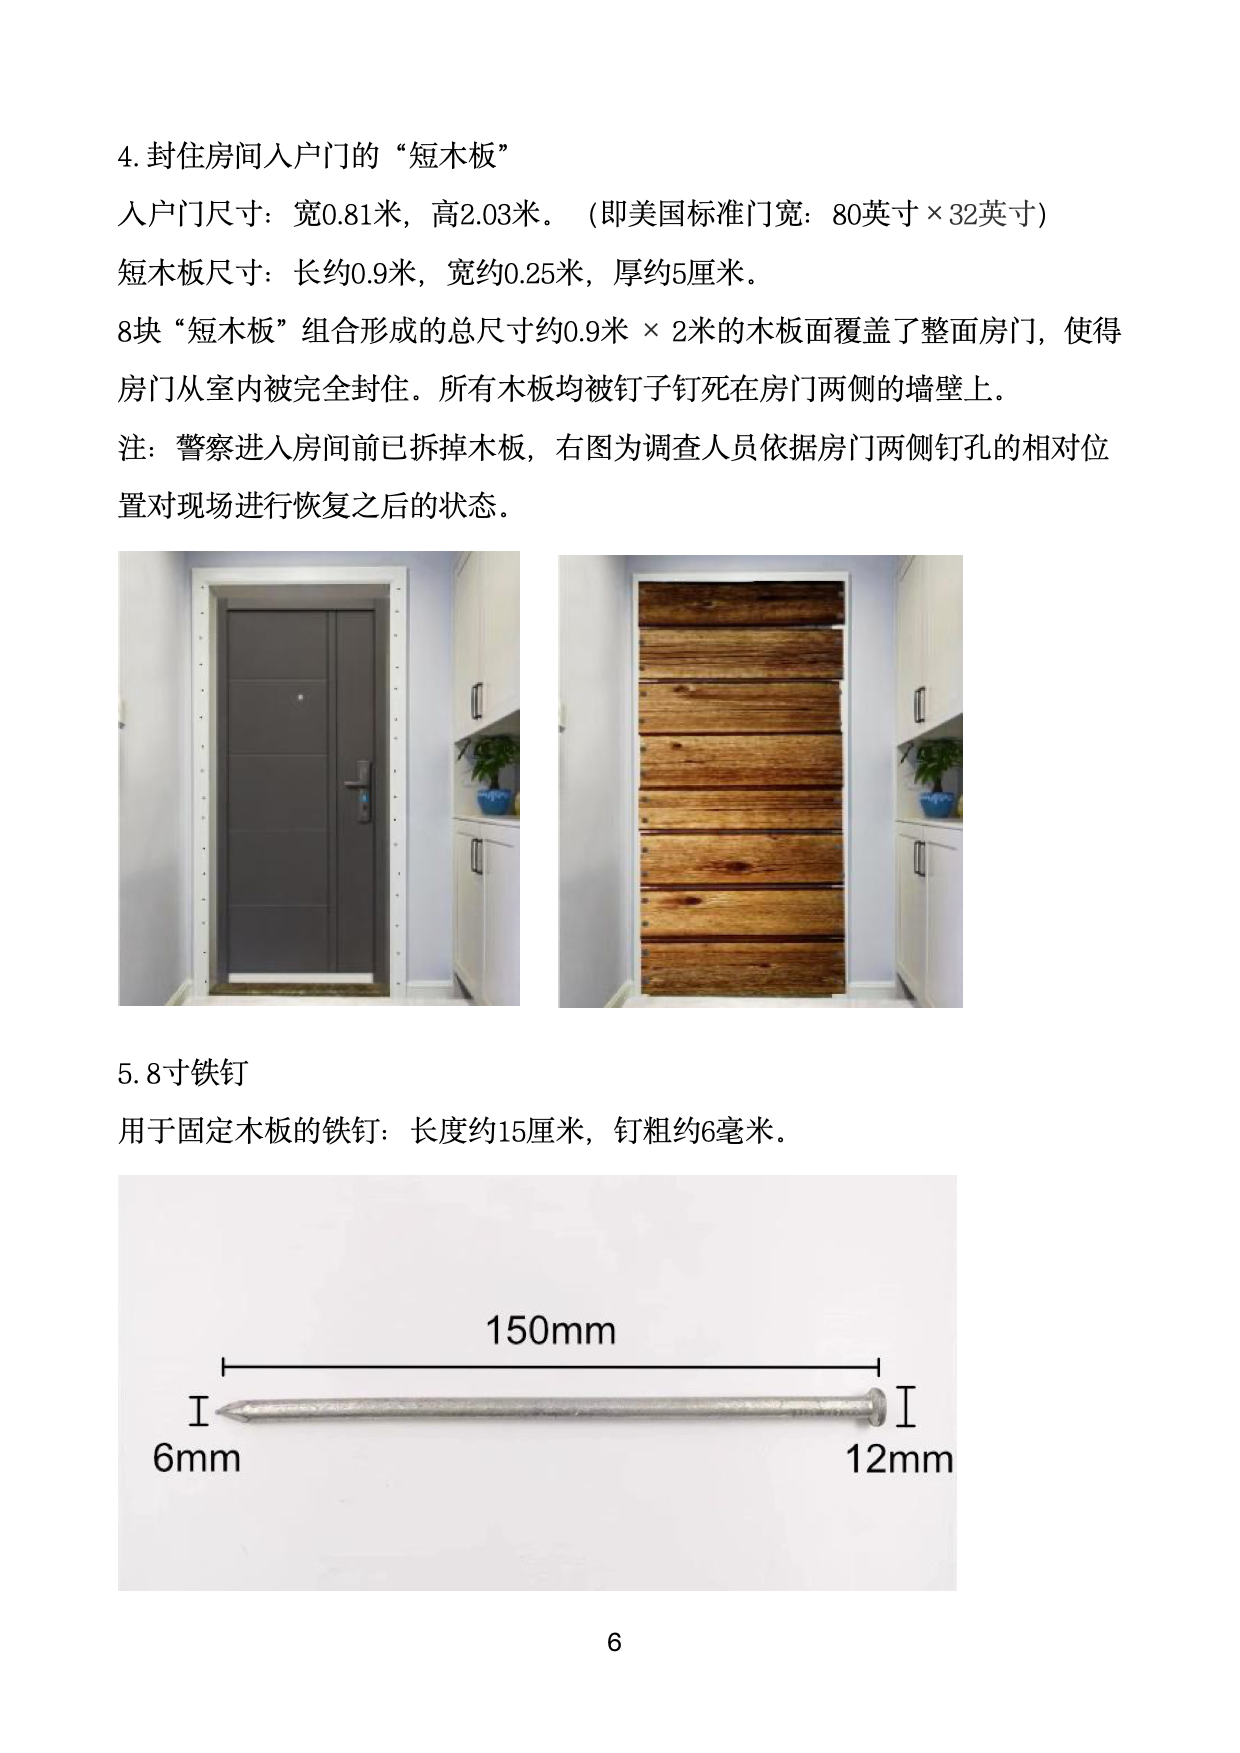 4. 封住房间入户门的“短木板”
入户门尺寸：宽0.81米，高2.03米。（即美国标准门宽：80英寸 × 32英寸）
短木板尺寸：长约0.9米，宽约0.25米，厚约5厘米。
8块“短木板”组合形成的总尺寸约0.9米 × 2米的木板面覆盖了整面房门，使得
房门从室内被完全封住。所有木板均被钉子钉死在房门两侧的墙壁上。
注：警察进入房间前已拆掉木板，右图为调查人员依据房门两侧钉孔的相对位
置对现场进行恢复之后的状态。
5. 8寸铁钉
用于固定木板的铁钉：长度约15厘米，钉粗约6毫米。
150mm
6mm
12mm
6